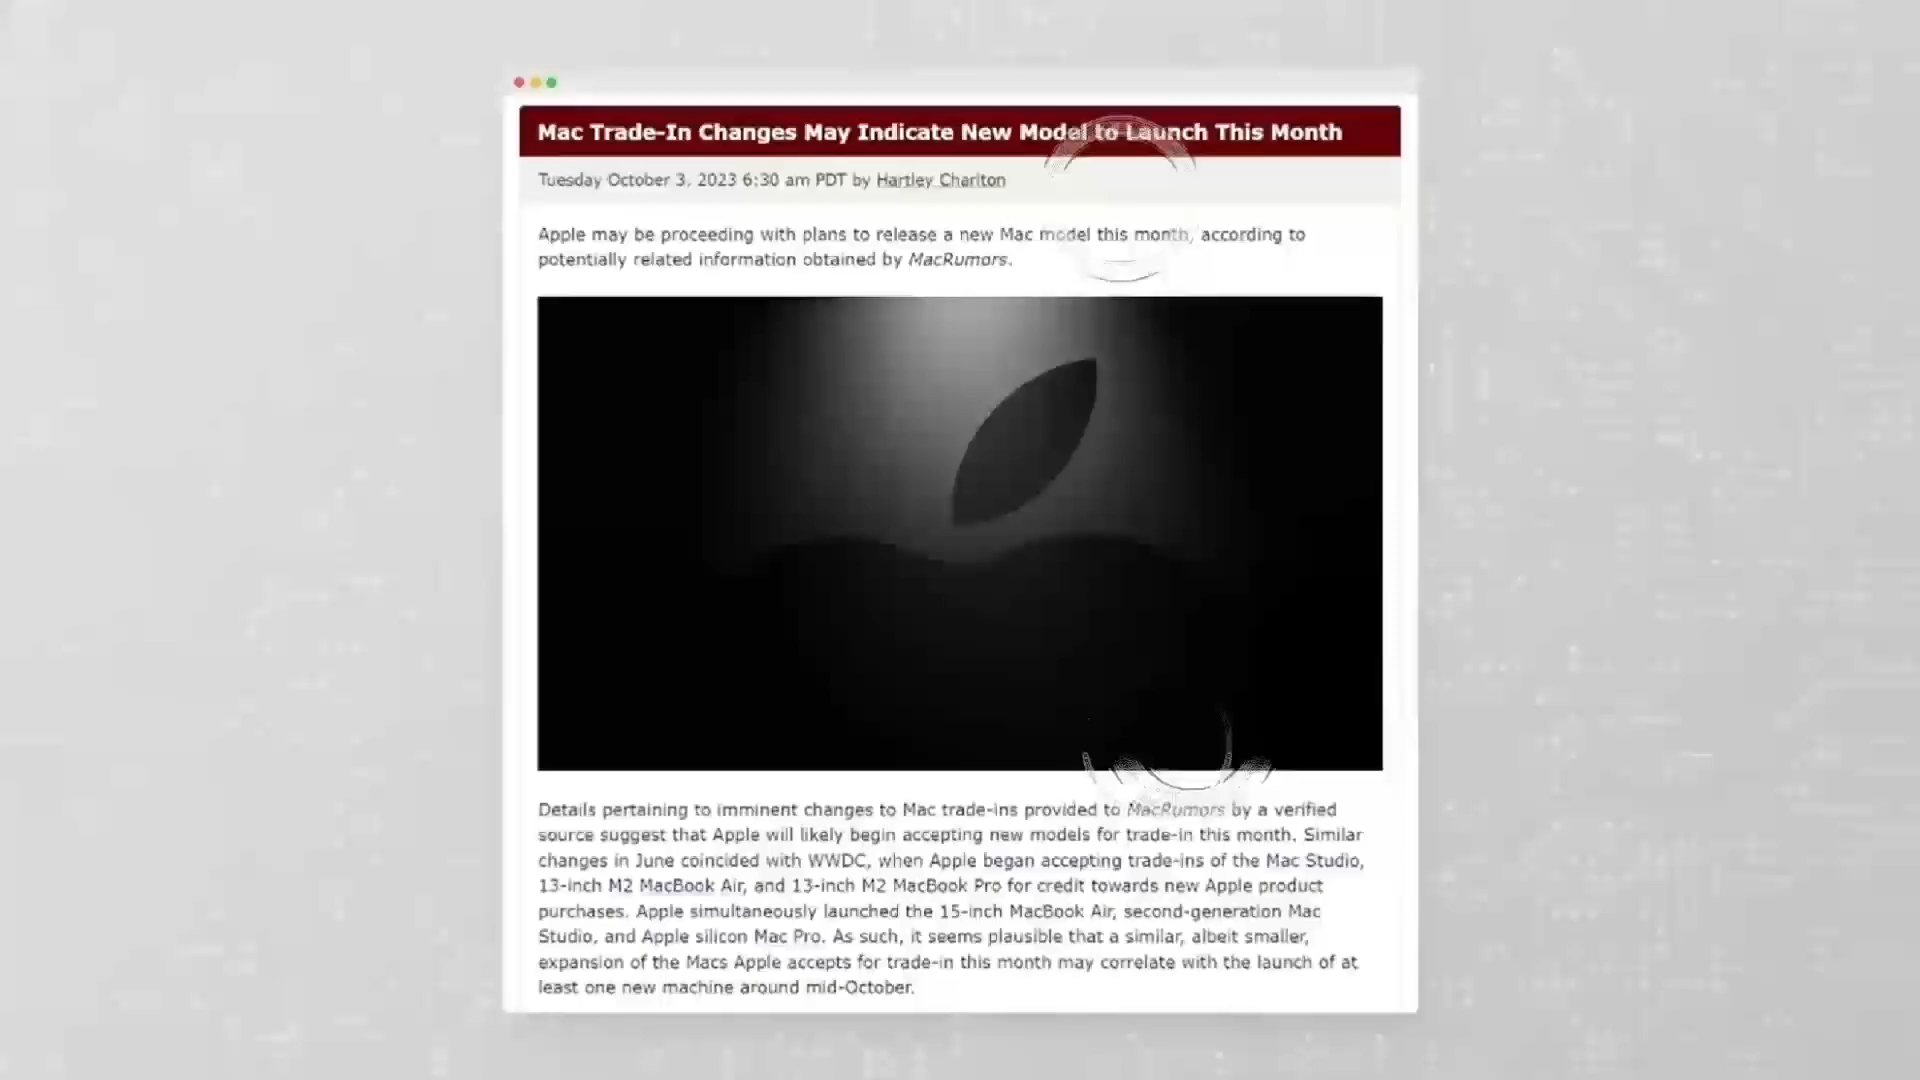 Mac Trade-In Changes May Indicate New Model to Launch This Month
Tuesday October 3, 2023 6:30 am PDT by Hartley Charlton
Apple may be proceeding with plans to release a new Mac model this month, according to
potentially related information obtained by MacRumors.
Details pertaining to imminent changes to Mac trade-ins provided to MacRumors by a verified
source suggest that Apple will likely begin accepting new models for trade-in this month. Similar
changes in June coincided with WWDC, when Apple began accepting trade-ins of the Mac Studio,
13-inch M2 MacBook Air, and 13-inch M2 MacBook Pro for credit towards new Apple product
purchases. Apple simultaneously launched the 15-inch MacBook Air, second-generation Mac
Studio, and Apple silicon Mac Pro. As such, it seems plausible that a similar, albeit smaller,
expansion of the Macs Apple accepts for trade-in this month may correlate with the launch of at
least one new machine around mid-October.